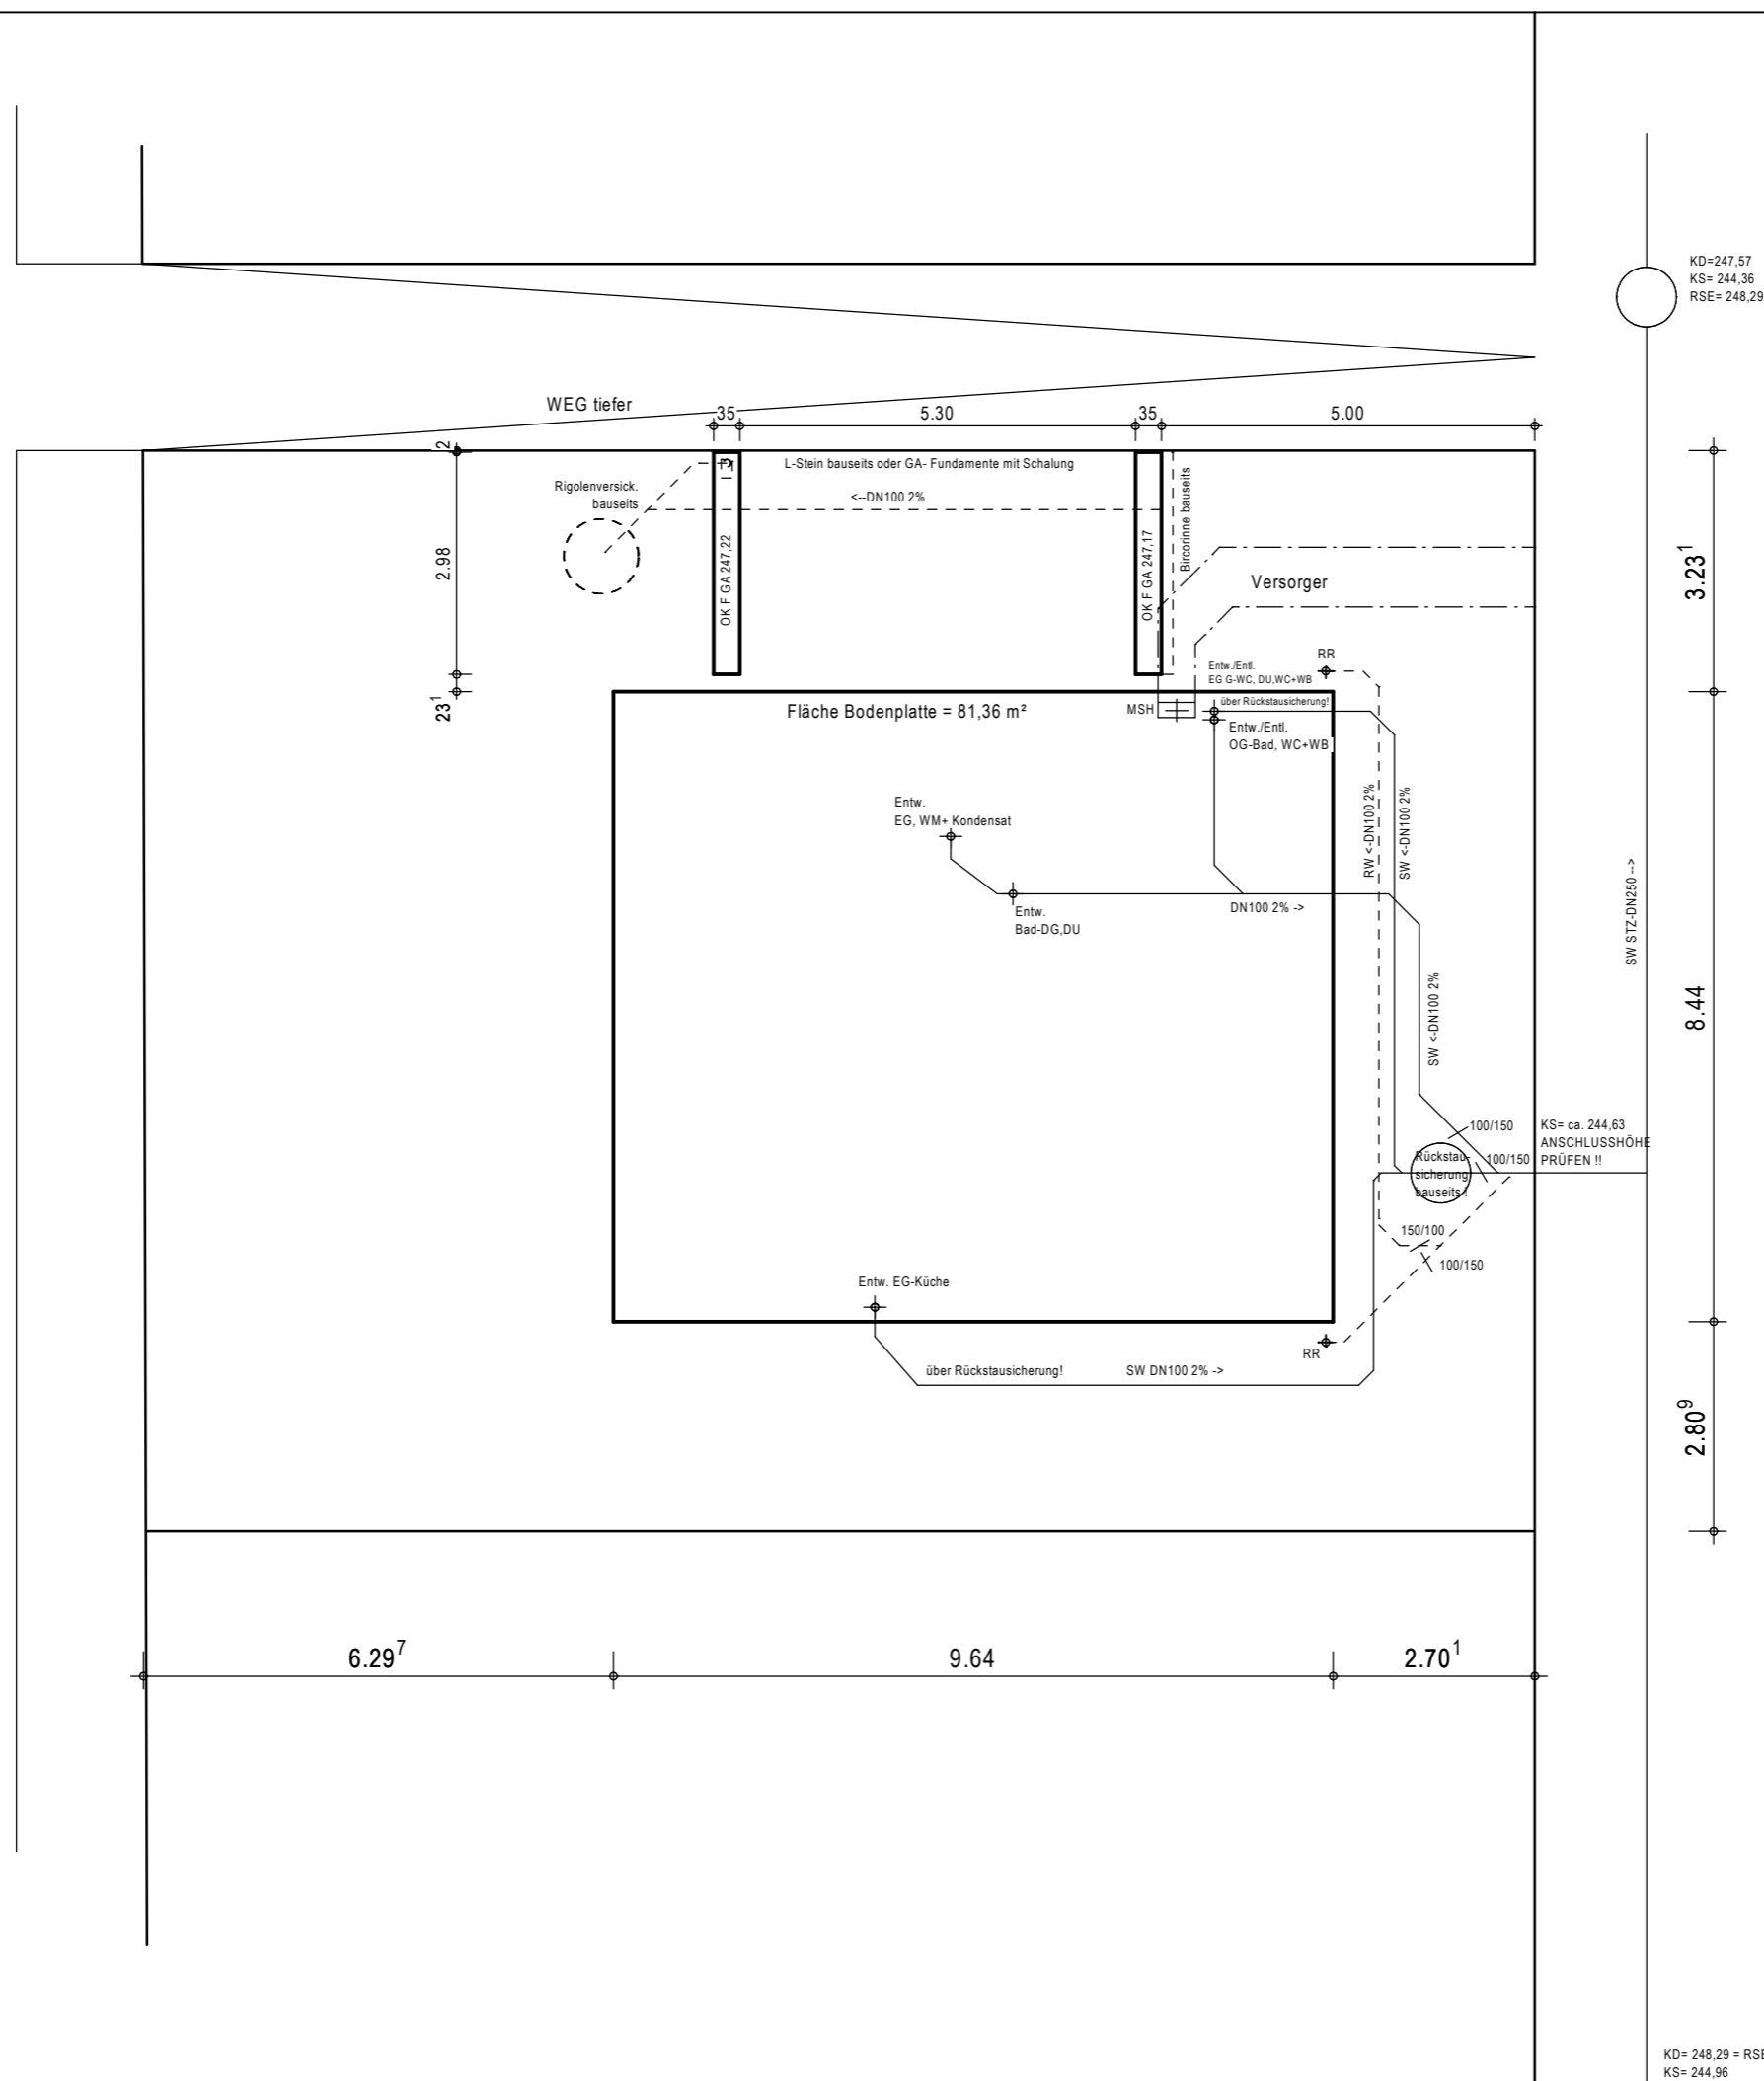 KD=247,57
KS= 244,36
RSE= 248,29
WEG tiefer
35
5.30
35
5.00
2
L-Stein bauseits oder GA- Fundamente mit Schalung
Rigolenversick.
bauseits
<--DN100 2%
Bircorinne bauseits
2.98
OK F GA 247,22
OK F GA 247,17
Versorger
3.23¹
23¹
Entw./Entl.
EG G-WC, DU,WC+WB
RR
über Rückstausicherung!
MSH
Fläche Bodenplatte = 81,36 m²
Entw./Entl.
OG-Bad, WC+WB
Entw.
EG, WM+ Kondensat
RW <-DN100 2%
SW <-DN100 2%
Entw.
Bad-DG,DU
DN100 2% ->
SW STZ-DN250 -->
SW <-DN100 2%
8.44
100/150
KS= ca. 244,63
ANSCHLUSSHÖHE
PRÜFEN !!
100/150
Rückstau-
sicherung
bauseits !
150/100
100/150
Entw. EG-Küche
RR
über Rückstausicherung!
SW DN100 2% ->
2.80⁹
6.29⁷
9.64
2.70¹
KD= 248,29 = RSE
KS= 244,96